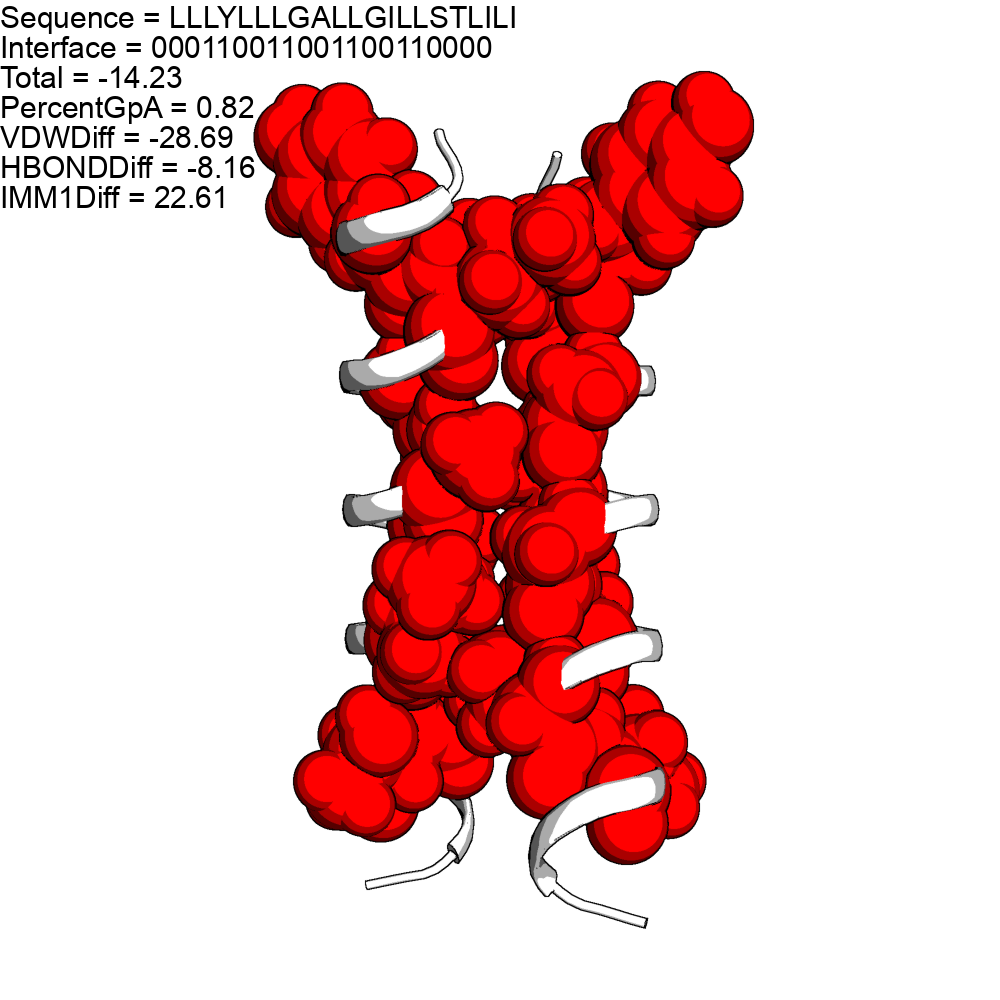 Sequence = LLLYLLLGALLGILLSTLILI
Interface = 000110011001100110000
Total = -14.23
PercentGpA = 0.82
VDWDiff = -28.69
HBONDDiff = -8.16
IMM1Diff = 22.61